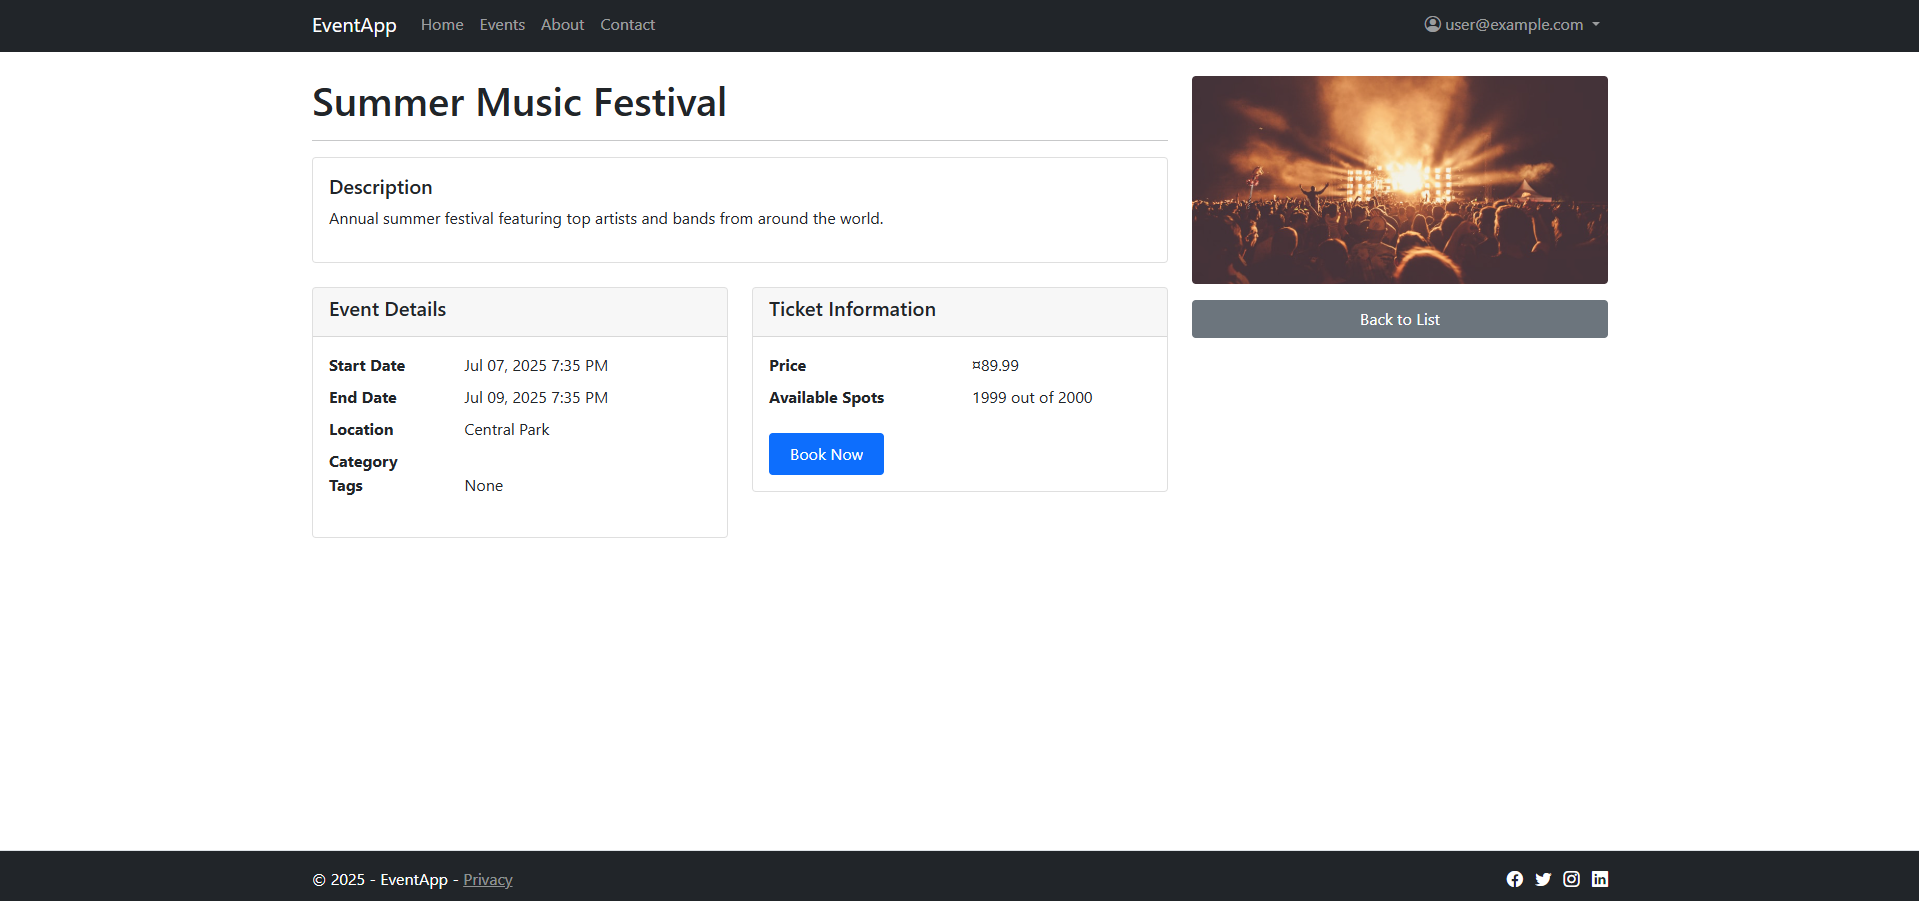 EventApp Home Events About Contact user@example.com
Summer Music Festival
Description
Annual summer festival featuring top artists and bands from around the world.
Event Details
Start Date Jul 07, 2025 7:35 PM
End Date Jul 09, 2025 7:35 PM
Location Central Park
Category
Tags None
Ticket Information
Price ¤89.99
Available Spots 1999 out of 2000
Book Now
Back to List
© 2025 - EventApp - Privacy